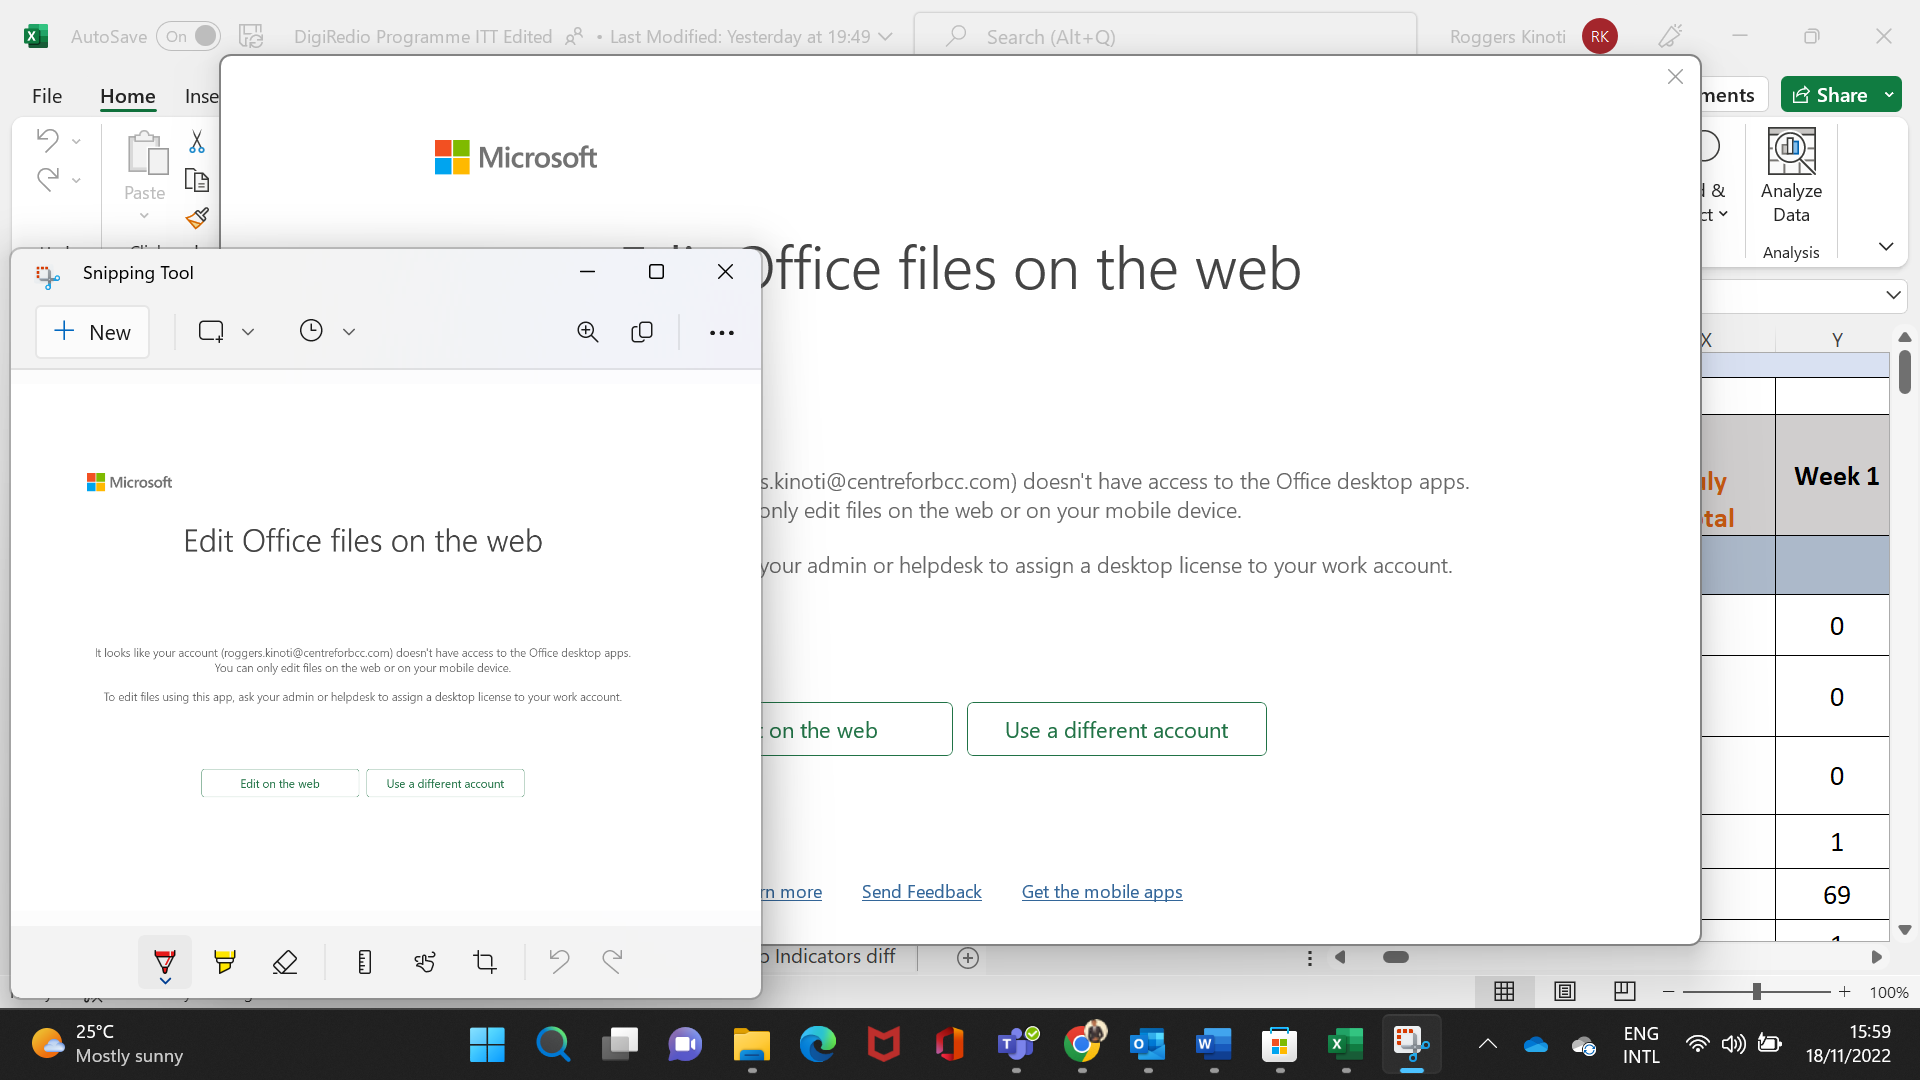 AutoSave On DigiRedio Programme ITT Edited • Last Modified: Yesterday at 19:49 Search (Alt+Q) Roggers Kinoti RK
File Home Inse ments Share
Paste
Analyze
Data
Analysis
Microsoft
Office files on the web
s.kinoti@centreforbcc.com) doesn't have access to the Office desktop apps.
only edit files on the web or on your mobile device.
your admin or helpdesk to assign a desktop license to your work account.
on the web Use a different account
rn more Send Feedback Get the mobile apps
Snipping Tool
New
Microsoft
Edit Office files on the web
It looks like your account (roggers.kinoti@centreforbcc.com) doesn't have access to the Office desktop apps.
You can only edit files on the web or on your mobile device.
To edit files using this app, ask your admin or helpdesk to assign a desktop license to your work account.
Edit on the web Use a different account
X Y
Week 1
tal
0
0
0
1
69
Indicators diff
100%
25°C
Mostly sunny
ENG
INTL
15:59
18/11/2022